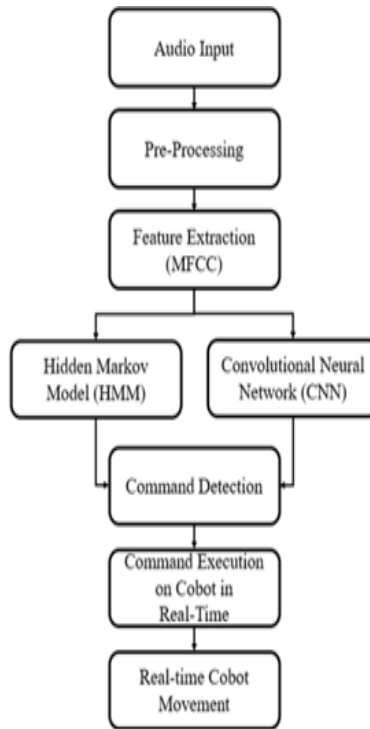 Audio Input
Pre-Processing
Feature Extraction
(MFCC)
Hidden Markov
Model (HMM)
Convolutional Neural
Network (CNN)
Command Detection
Command Execution
on Cobot in
Real-Time
Real-time Cobot
Movement